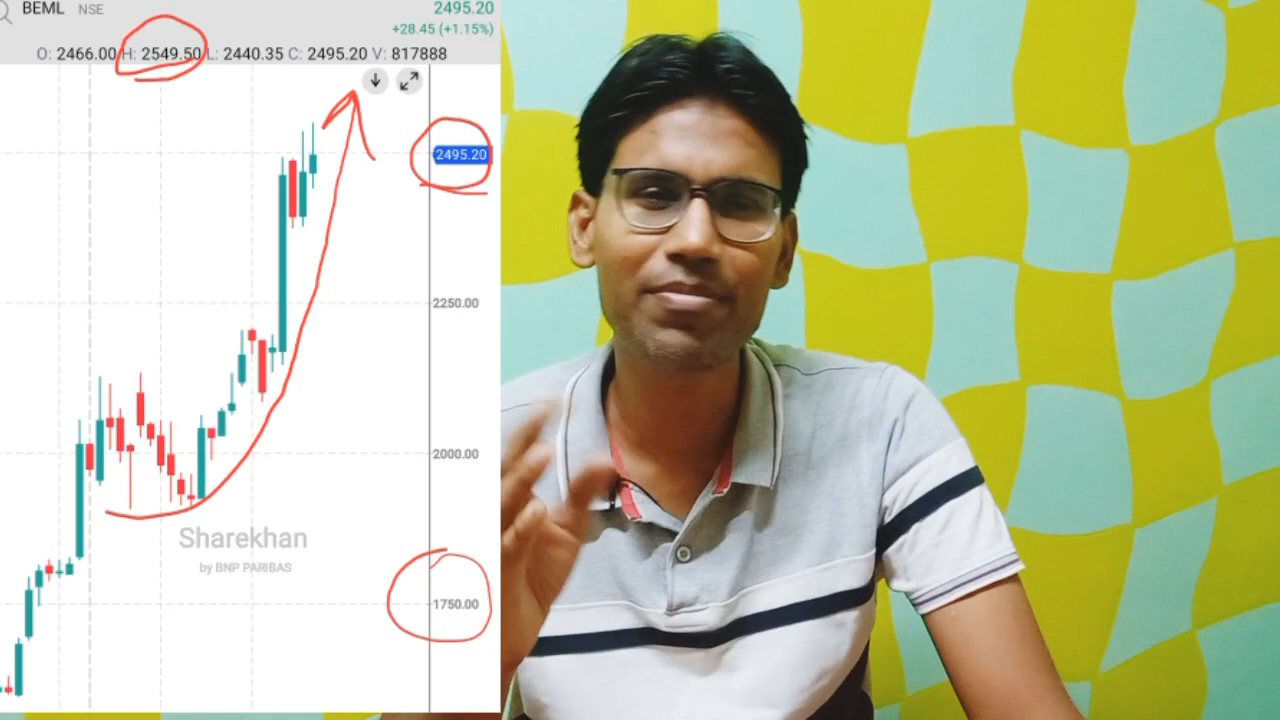 BEML NSE 2495.20
+28.45 (+1.15%)
O: 2466.00 H: 2549.50 L: 2440.35 C: 2495.20 V: 817888
2495.20
2250.00
2000.00
Sharekhan
by BNP PARIBAS
1750.00